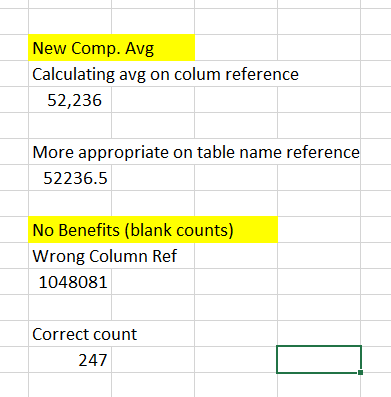 New Comp. Avg
Calculating avg on colum reference
52,236
More appropriate on table name reference
52236.5
No Benefits (blank counts)
Wrong Column Ref
1048081
Correct count
247